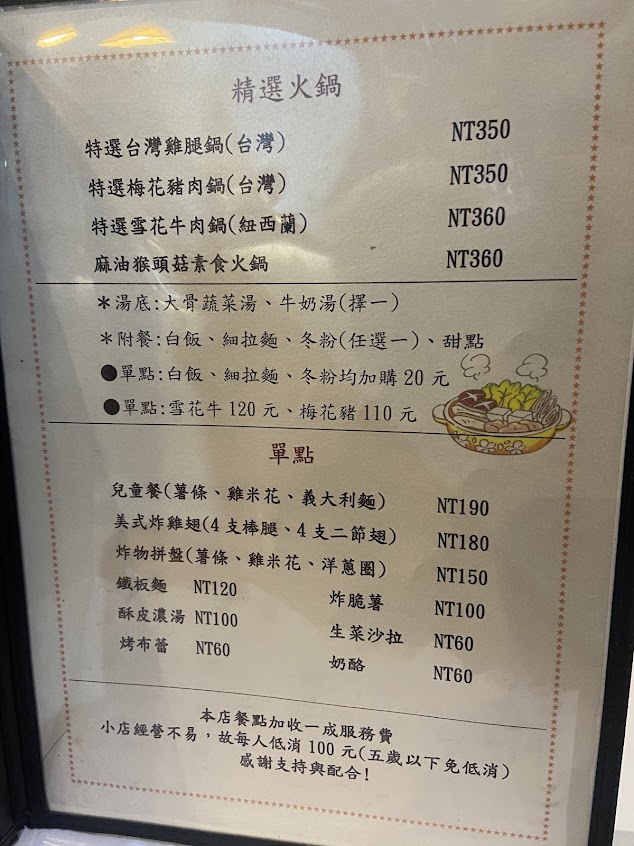 精選火鍋
特選台灣雞腿鍋(台灣) NT350
特選梅花豬肉鍋(台灣) NT350
特選雪花牛肉鍋(紐西蘭) NT360
麻油猴頭菇素食火鍋 NT360
＊湯底:大骨蔬菜湯、牛奶湯(擇一)
＊附餐:白飯、細拉麵、冬粉(任選一)、甜點
●單點:白飯、細拉麵、冬粉均加購 20 元
●單點:雪花牛 120 元、梅花豬 110 元
單點
兒童餐(薯條、雞米花、義大利麵) NT190
美式炸雞翅(4 支棒腿、4 支二節翅) NT180
炸物拼盤(薯條、雞米花、洋蔥圈) NT150
鐵板麵 NT120 炸脆薯 NT100
酥皮濃湯 NT100 生菜沙拉 NT60
烤布蕾 NT60 奶酪 NT60
本店餐點加收一成服務費
小店經營不易，故每人低消 100 元(五歲以下免低消)
感謝支持與配合!